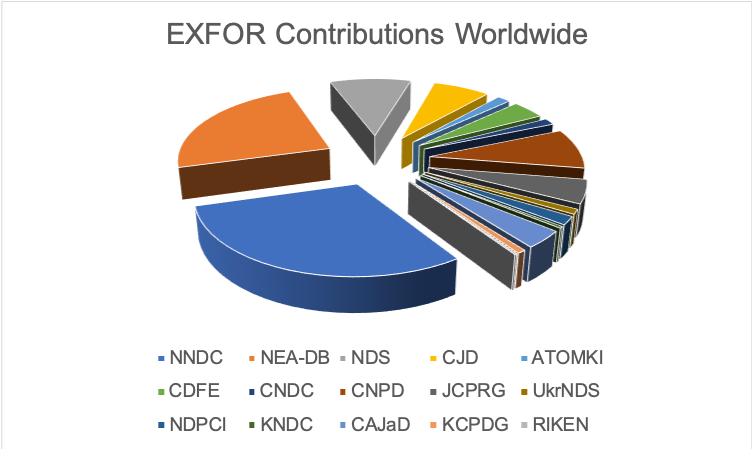 EXFOR Contributions Worldwide
NNDC NEA-DB NDS CJD ATOMKI
CDFE CNDC CNPD JCPRG UkrNDS
NDPCI KNDC CAJaD KCPDG RIKEN